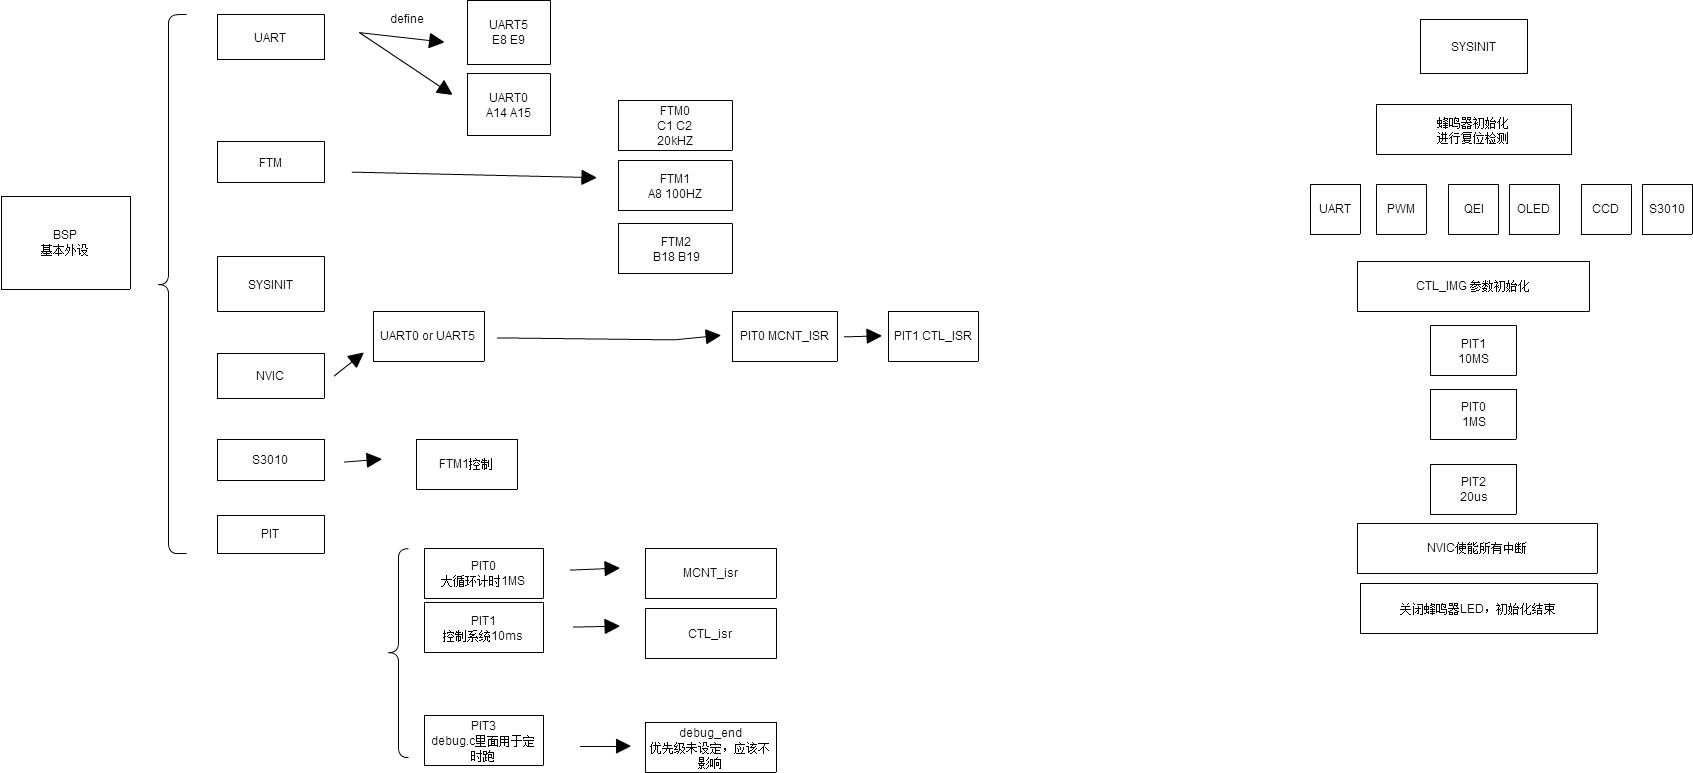 BSP
基本外设
UART
define
UART5
E8 E9
UART0
A14 A15
FTM
FTM0
C1 C2
20kHZ
FTM1
A8 100HZ
FTM2
B18 B19
SYSINIT
NVIC
UART0 or UART5
PIT0 MCNT_ISR
PIT1 CTL_ISR
S3010
FTM1控制
PIT
PIT0
大循环计时1MS
MCNT_isr
PIT1
控制系统10ms
CTL_isr
PIT3
debug.c里面用于定
时跑
debug_end
优先级未设定，应该不
影响
SYSINIT
蜂鸣器初始化
进行复位检测
UART
PWM
QEI
OLED
CCD
S3010
CTL_IMG 参数初始化
PIT1
10MS
PIT0
1MS
PIT2
20us
NVIC使能所有中断
关闭蜂鸣器LED，初始化结束